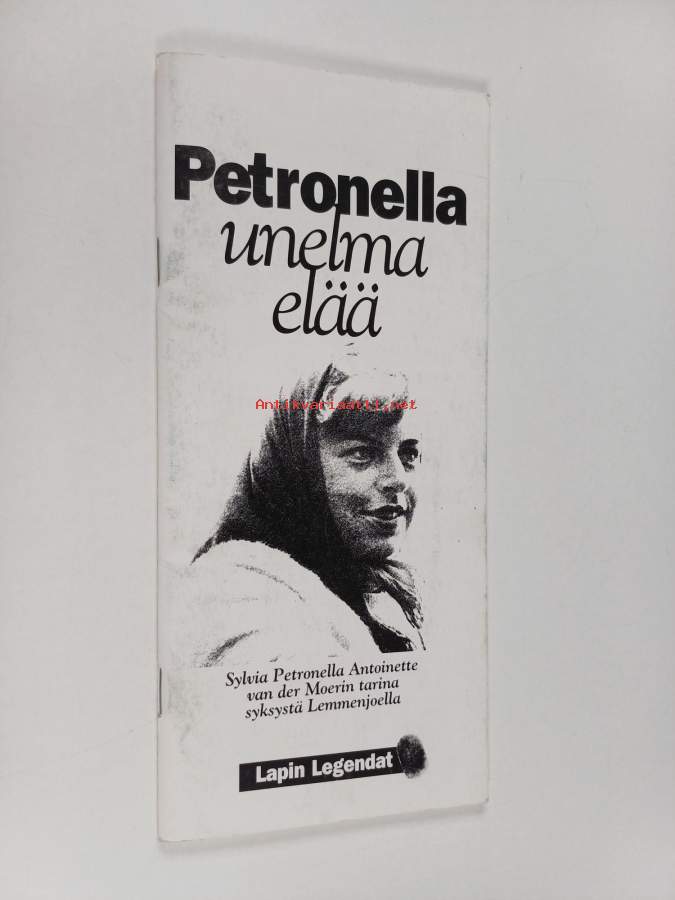 Petronella
unelma
elää
Antikvariaatti.net
Sylvia Petronella Antoinette
van der Moerin tarina
syksystä Lemmenjoella
Lapin Legendat